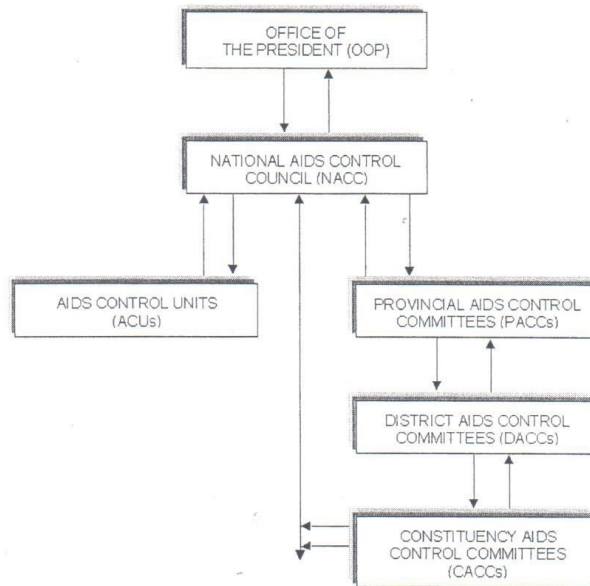 OFFICE OF
THE PRESIDENT (OOP)
NATIONAL AIDS CONTROL
COUNCIL (NACC)
AIDS CONTROL UNITS
(ACUs)
PROVINCIAL AIDS CONTROL
COMMITTEES (PACCs)
DISTRICT AIDS CONTROL
COMMITTEES (DACCs)
CONSTITUENCY AIDS
CONTROL COMMITTEES
(CACCs)